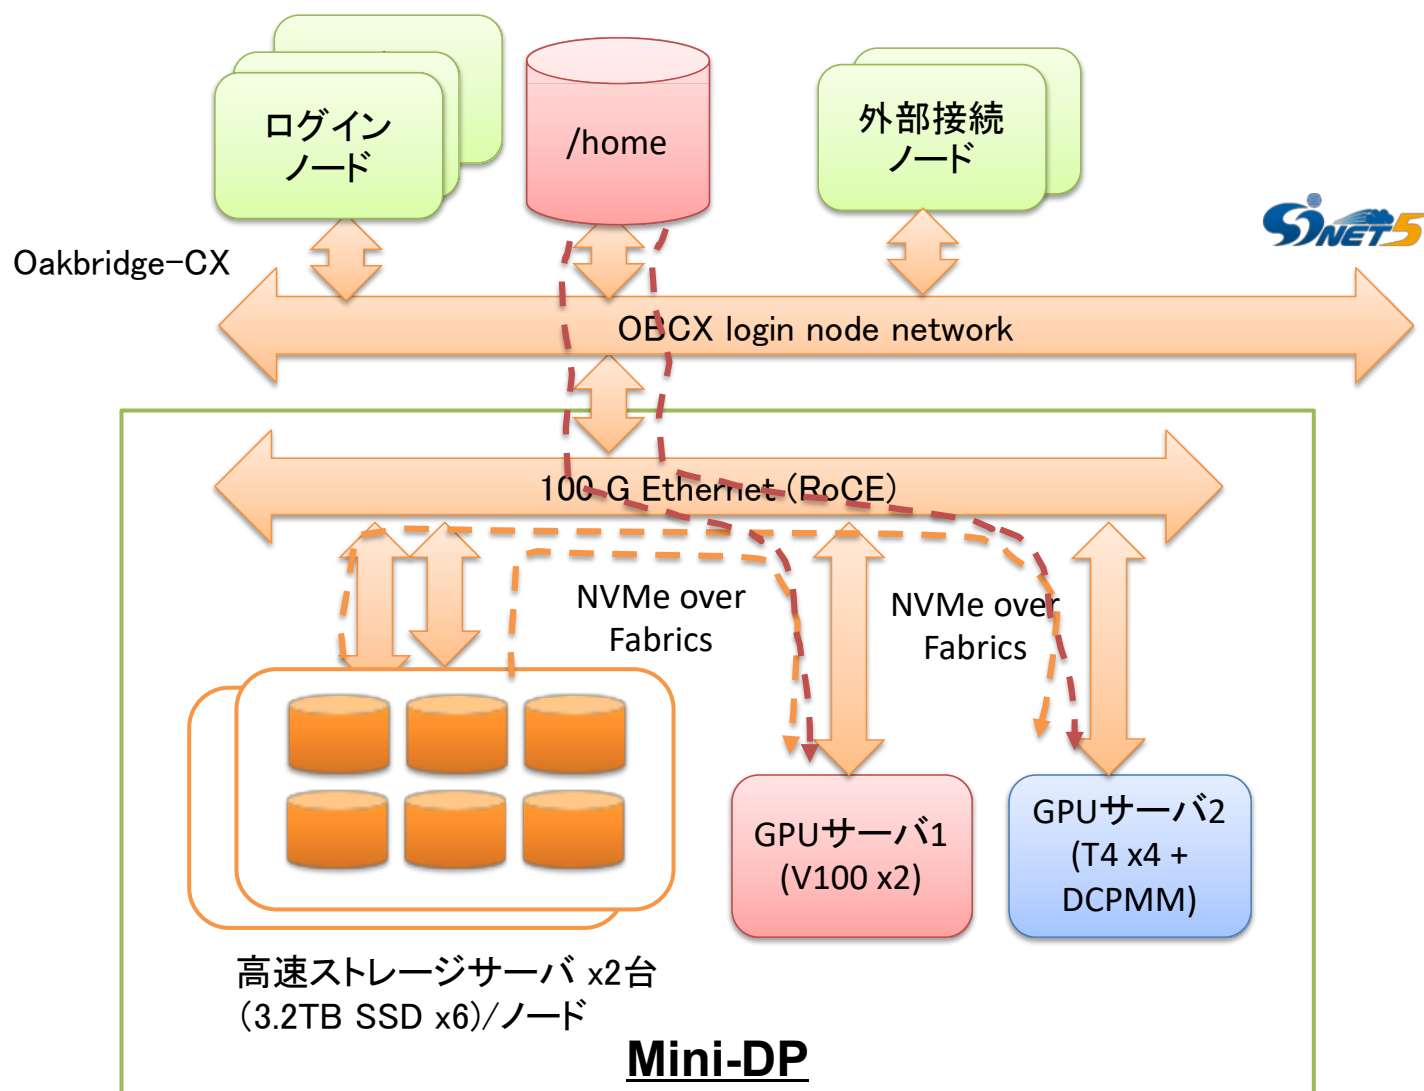 ログイン
ノード
/home
外部接続
ノード
SINET5
Oakbridge-CX
OBCX login node network
100 G Ethernet (RoCE)
NVMe over
Fabrics
NVMe over
Fabrics
GPUサーバ1
(V100 x2)
GPUサーバ2
(T4 x4 +
DCPMM)
高速ストレージサーバ x2台
(3.2TB SSD x6)/ノード
Mini-DP